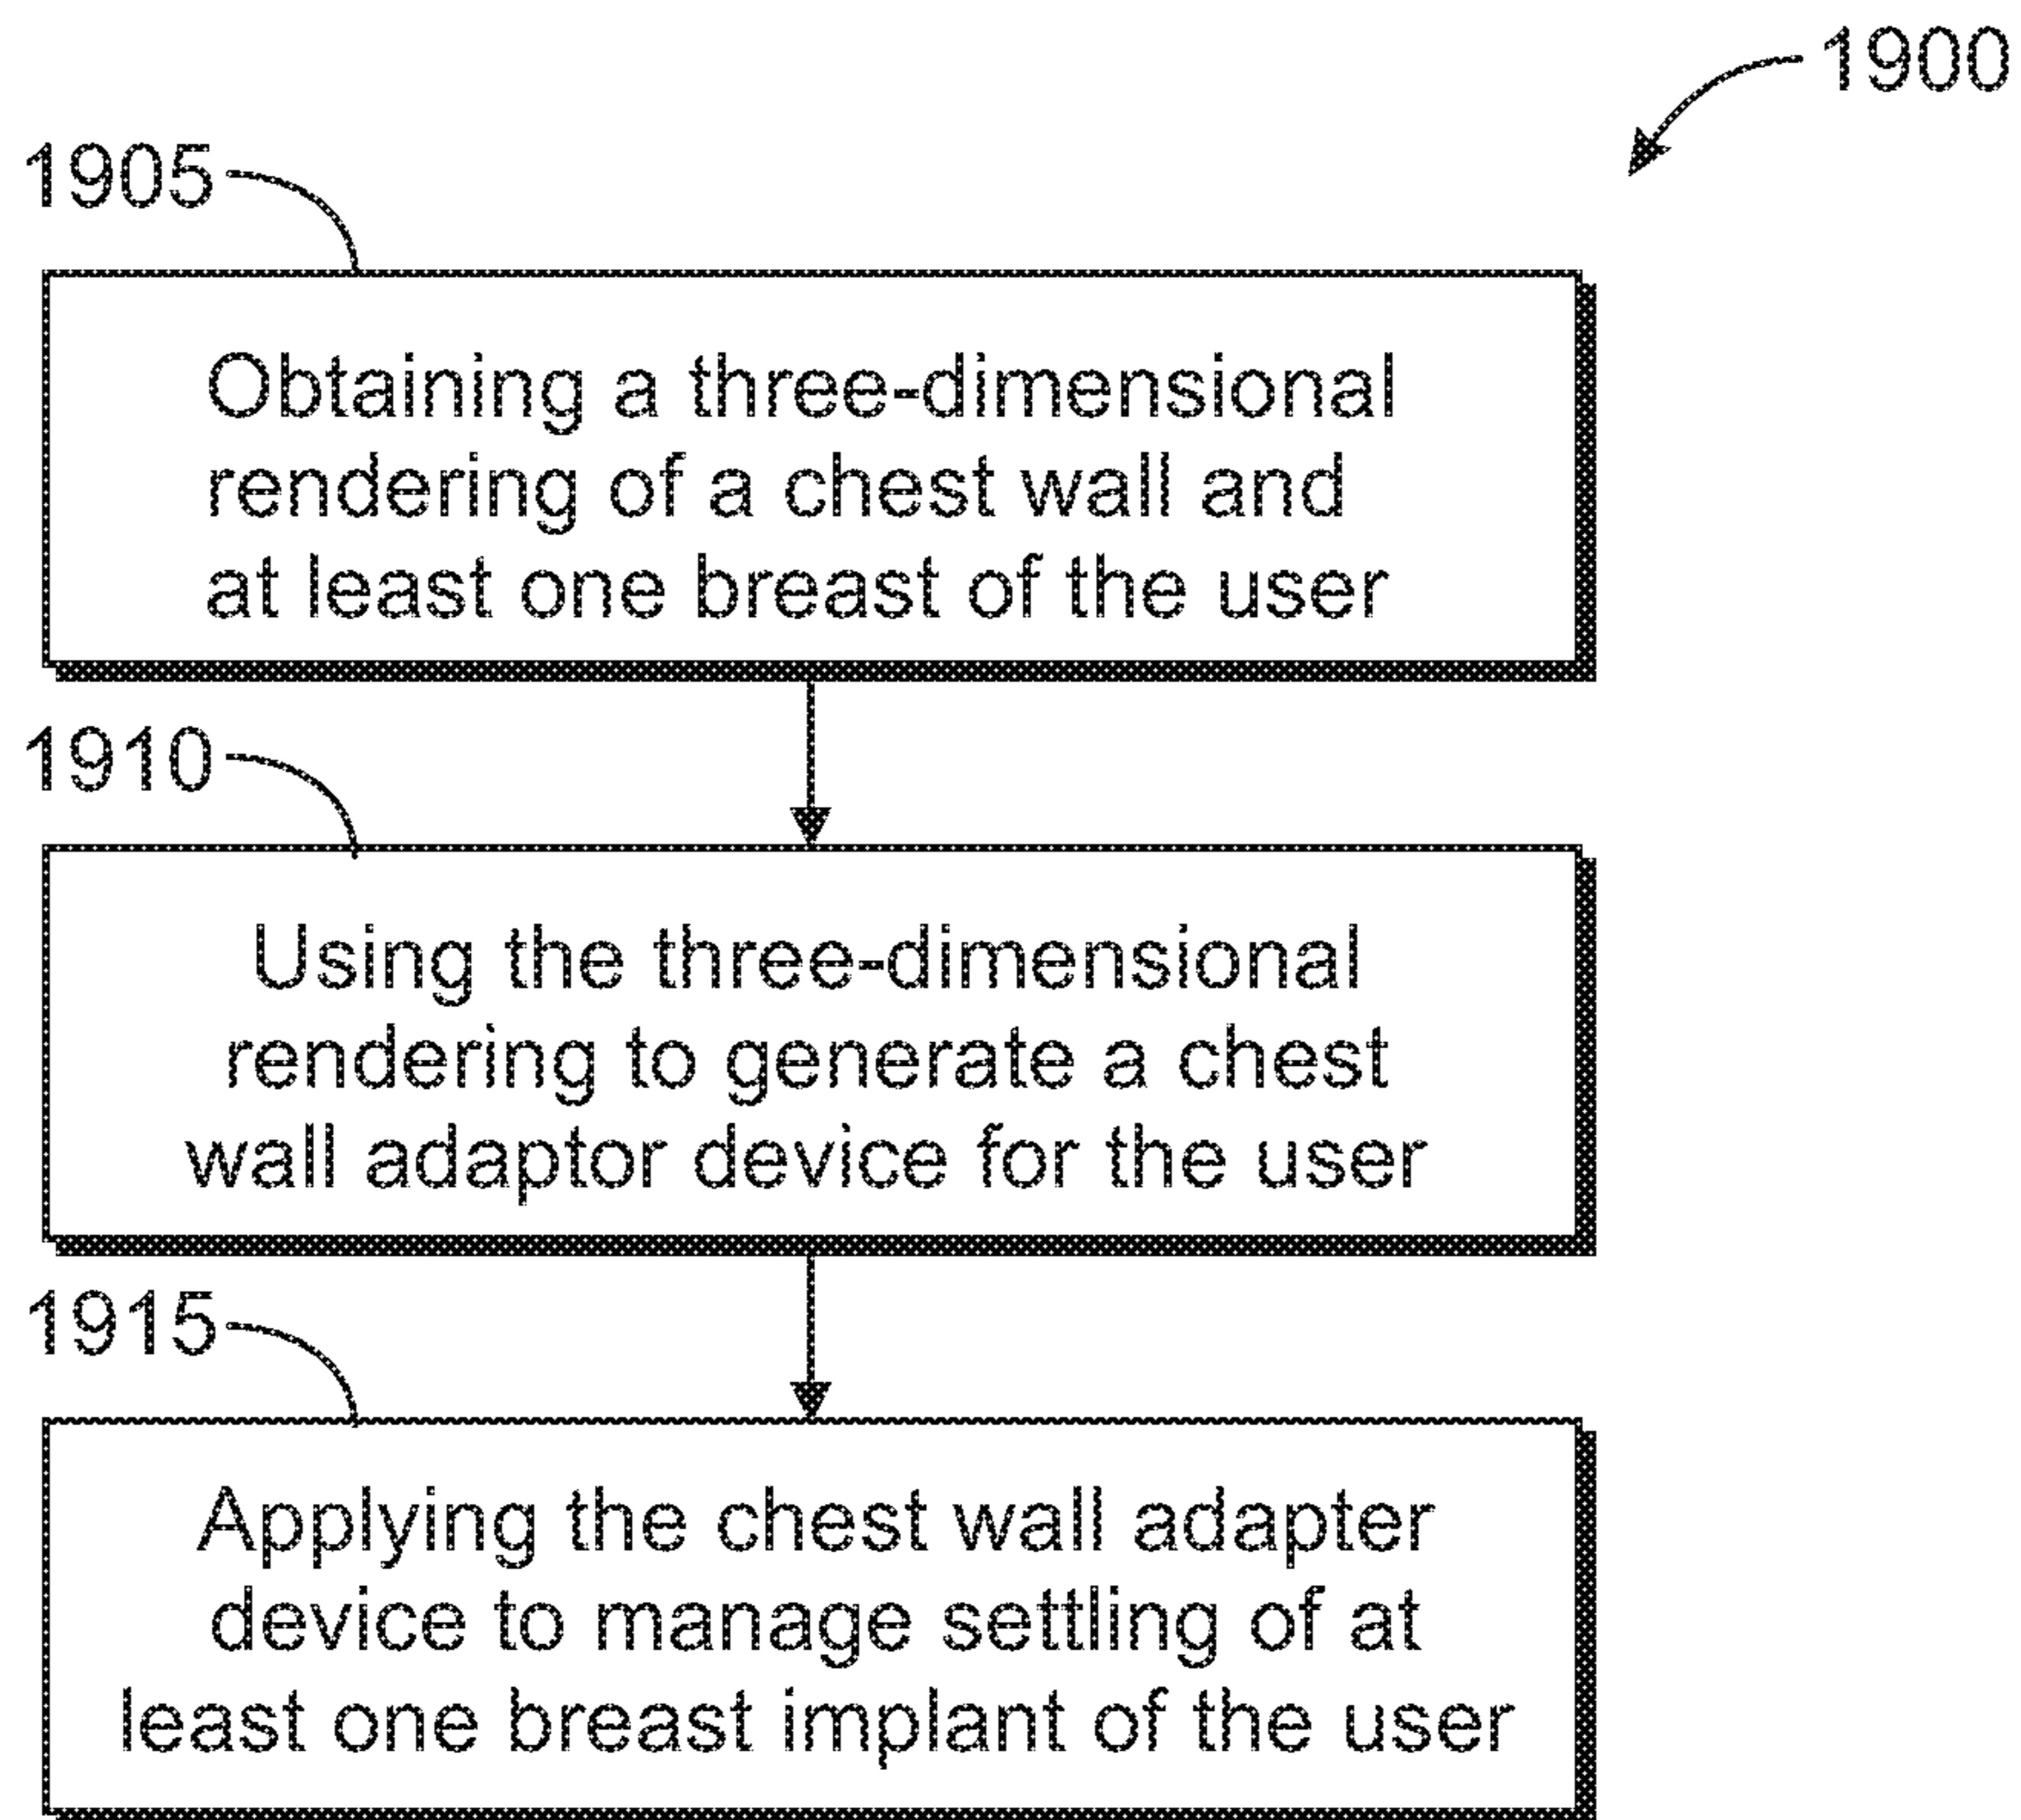 1900
1905
Obtaining a three-dimensional
rendering of a chest wall and
at least one breast of the user
1910
Using the three-dimensional
rendering to generate a chest
wall adaptor device for the user
1915
Applying the chest wall adapter
device to manage settling of at
least one breast implant of the user